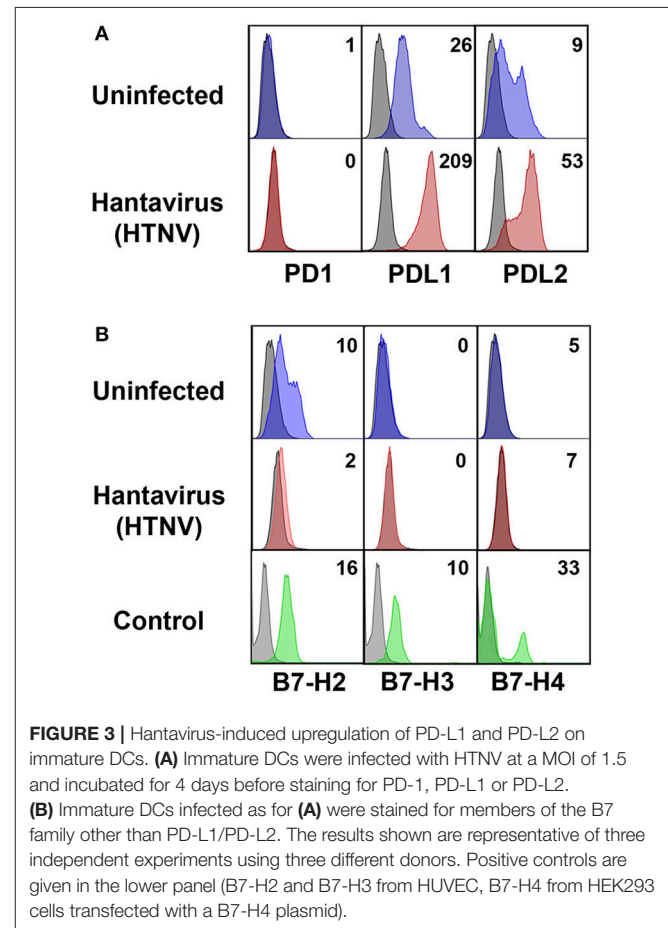 A
Uninfected
1
26
9
Hantavirus
(HTNV)
0
209
53
PD1
PDL1
PDL2
B
Uninfected
10
0
5
Hantavirus
(HTNV)
2
0
7
Control
16
10
33
B7-H2
B7-H3
B7-H4
FIGURE 3 | Hantavirus-induced upregulation of PD-L1 and PD-L2 on
immature DCs. (A) Immature DCs were infected with HTNV at a MOI of 1.5
and incubated for 4 days before staining for PD-1, PD-L1 or PD-L2.
(B) Immature DCs infected as for (A) were stained for members of the B7
family other than PD-L1/PD-L2. The results shown are representative of three
independent experiments using three different donors. Positive controls are
given in the lower panel (B7-H2 and B7-H3 from HUVEC, B7-H4 from HEK293
cells transfected with a B7-H4 plasmid).